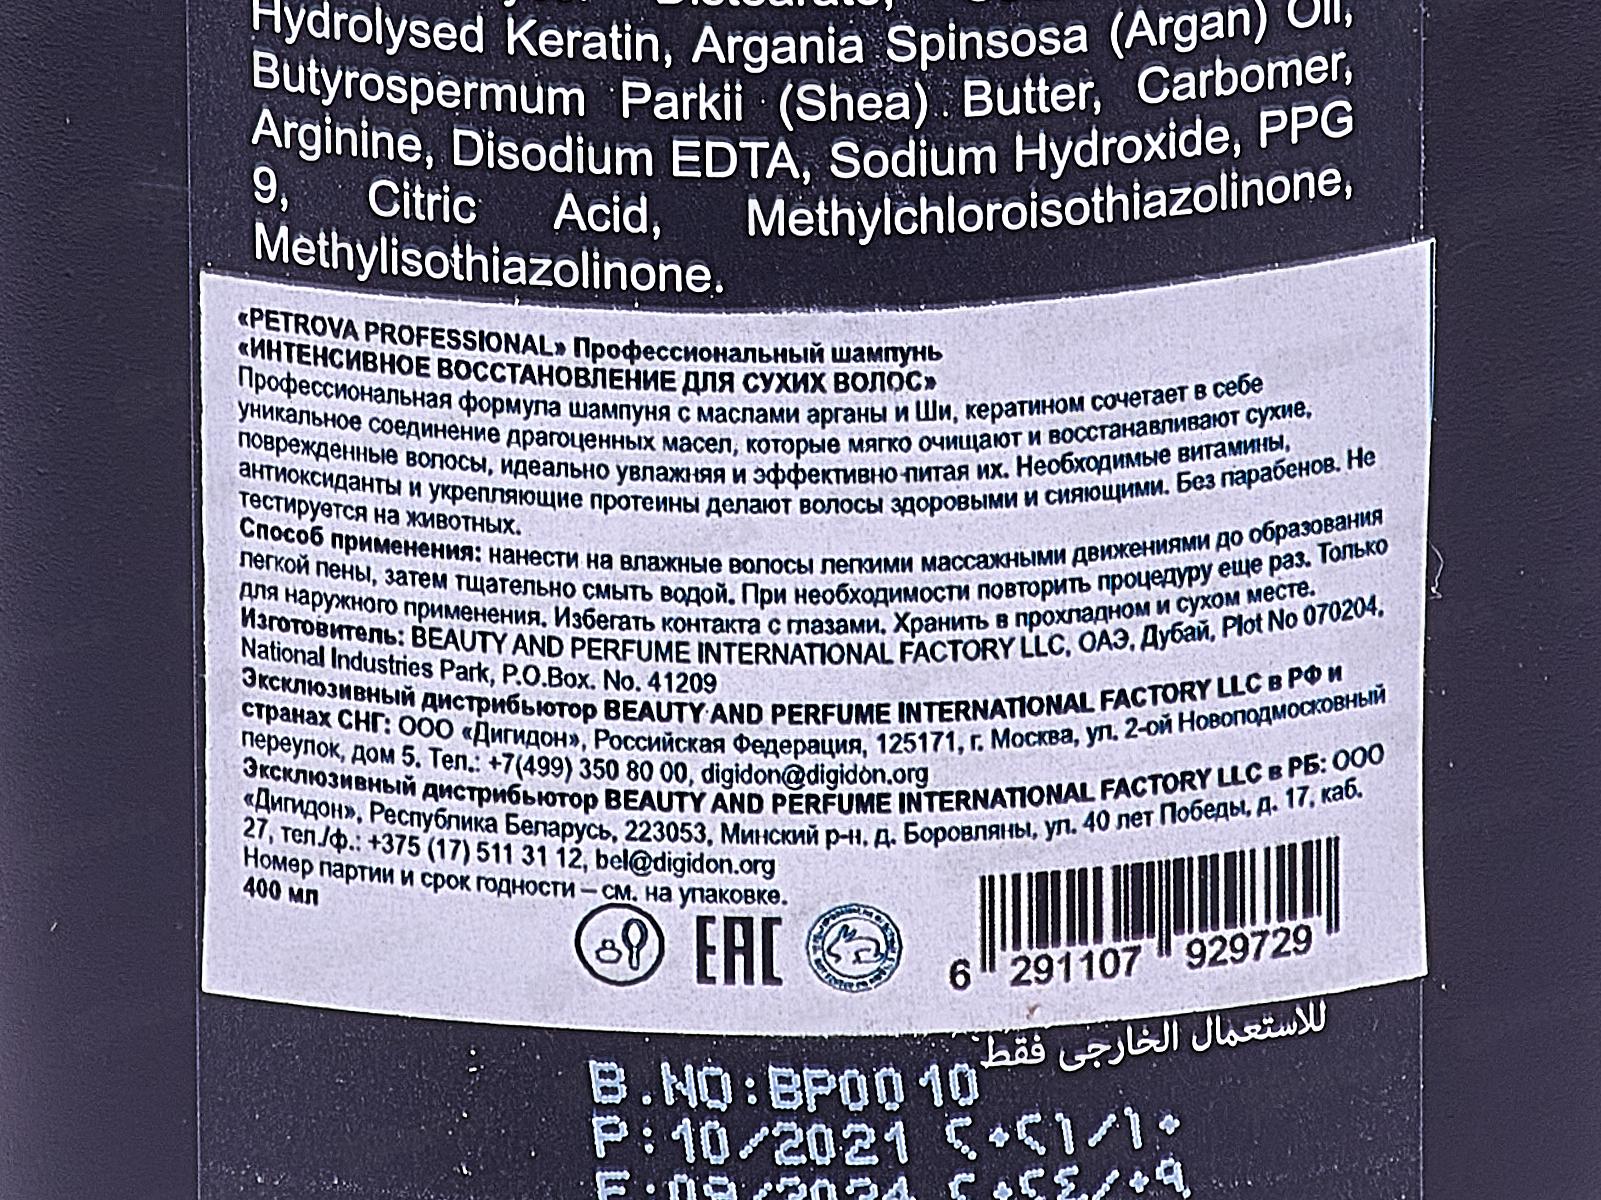 Hydrolysed Keratin, Argania Spinsosa (Argan) Oil,
Butyrospermum Parkii (Shea) Butter, Carbomer,
Arginine, Disodium EDTA, Sodium Hydroxide, PPG
9, Citric Acid, Methylchloroisothiazolinone,
Methylisothiazolinone.
«PETROVA PROFESSIONAL» Профессиональный шампунь
«ИНТЕНСИВНОЕ ВОССТАНОВЛЕНИЕ ДЛЯ СУХИХ ВОЛОС»
Профессиональная формула шампуня с маслами арганы и Ши, кератином сочетает в себе
уникальное соединение драгоценных масел, которые мягко очищают и восстанавливают сухие,
поврежденные волосы, идеально увлажняя и эффективно питая их. Необходимые витамины,
антиоксиданты и укрепляющие протеины делают волосы здоровыми и сияющими. Без парабенов. Не
тестируется на животных.
Способ применения: нанести на влажные волосы легкими массажными движениями до образования
легкой пены, затем тщательно смыть водой. При необходимости повторить процедуру еще раз. Только
для наружного применения. Избегать контакта с глазами. Хранить в прохладном и сухом месте.
Изготовитель: BEAUTY AND PERFUME INTERNATIONAL FACTORY LLC, ОАЭ, Дубай, Plot No 070204,
National Industries Park, P.O.Box. No. 41209
Эксклюзивный дистрибьютор BEAUTY AND PERFUME INTERNATIONAL FACTORY LLC в РФ и
странах СНГ: ООО «Дигидон», Российская Федерация, 125171, г. Москва, ул. 2-ой Новоподмосковный
переулок, дом 5. Тел.: +7(499) 350 80 00, digidon@digidon.org
Эксклюзивный дистрибьютор BEAUTY AND PERFUME INTERNATIONAL FACTORY LLC в РБ: ООО
«Дигидон», Республика Беларусь, 223053, Минский р-н, д. Боровляны, ул. 40 лет Победы, д. 17, каб.
27, тел./ф.: +375 (17) 511 31 12, bel@digidon.org
Номер партии и срок годности – см. на упаковке.
400 мл
EAC
6 291107 929729
للاستعمال الخارجى فقط
B.NO:BP00 10
P:10/2021 ٢٠٢١/١٠
E:09/2024 ٢٠٢٤/٠٩